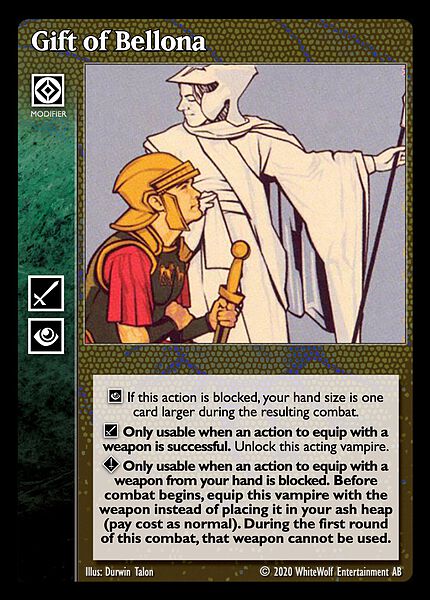 Gift of Bellona
MODIFIER
If this action is blocked, your hand size is one
card larger during the resulting combat.
Only usable when an action to equip with a
weapon is successful. Unlock this acting vampire.
Only usable when an action to equip with a
weapon from your hand is blocked. Before
combat begins, equip this vampire with the
weapon instead of placing it in your ash heap
(pay cost as normal). During the first round
of this combat, that weapon cannot be used.
Illus: Durwin Talon © 2020 WhiteWolf Entertainment AB